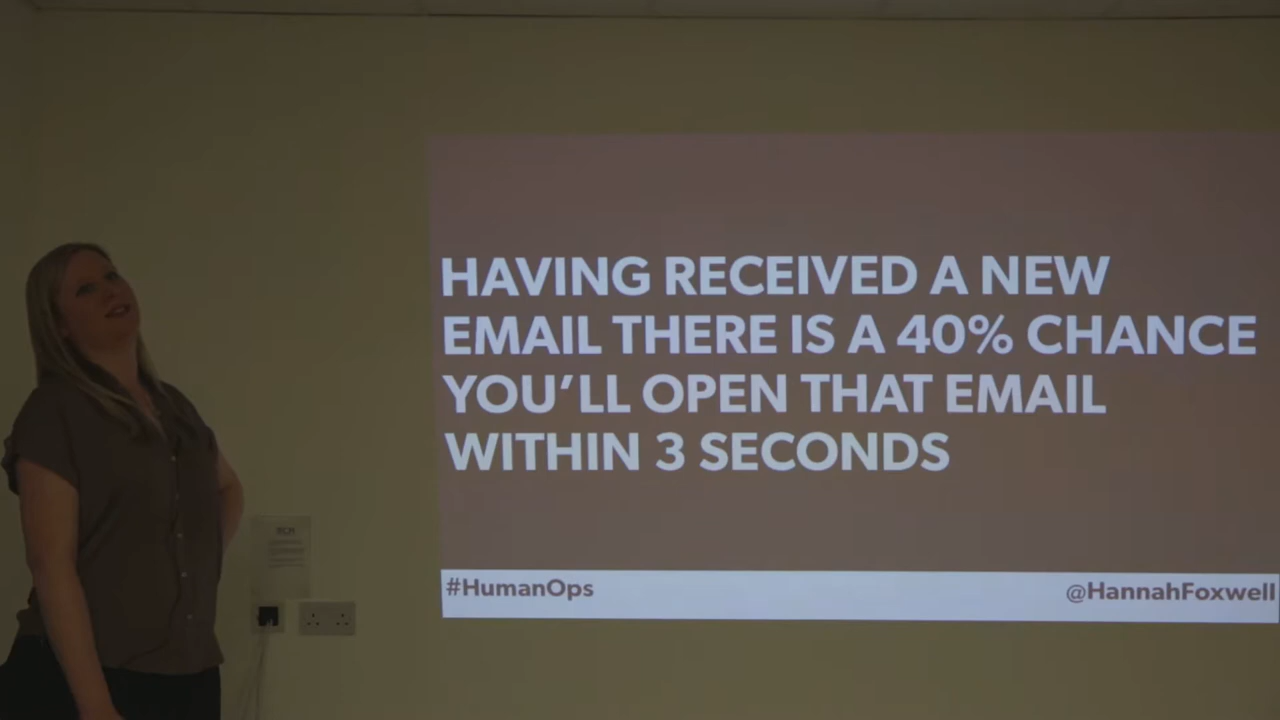 HAVING RECEIVED A NEW
EMAIL THERE IS A 40% CHANCE
YOU'LL OPEN THAT EMAIL
WITHIN 3 SECONDS
#HumanOps
@HannahFoxwell